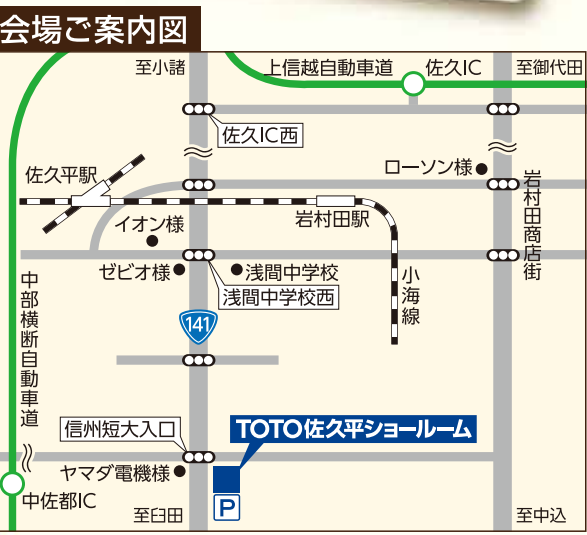 会場ご案内図
至小諸
上信越自動車道
佐久IC
至御代田
佐久IC西
ローソン様
佐久平駅
岩村田商店街
岩村田駅
イオン様
ゼビオ様
浅間中学校
浅間中学校西
小海線
中部横断自動車道
141
信州短大入口
TOTO佐久平ショールーム
ヤマダ電機様
中佐都IC
P
至臼田
至中込